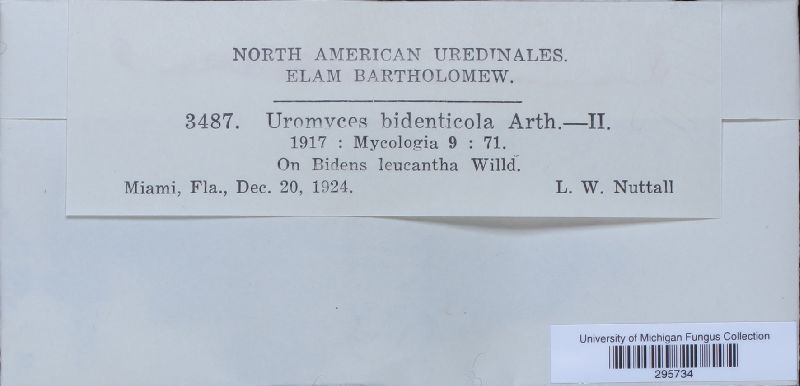 NORTH AMERICAN UREDINALES.
ELAM BARTHOLOMEW.
3487. Uromyces bidenticola Arth.—II.
1917 : Mycologia 9 : 71.
On Bidens leucantha Willd.
Miami, Fla., Dec. 20, 1924. L. W. Nuttall
University of Michigan Fungus Collection
295734